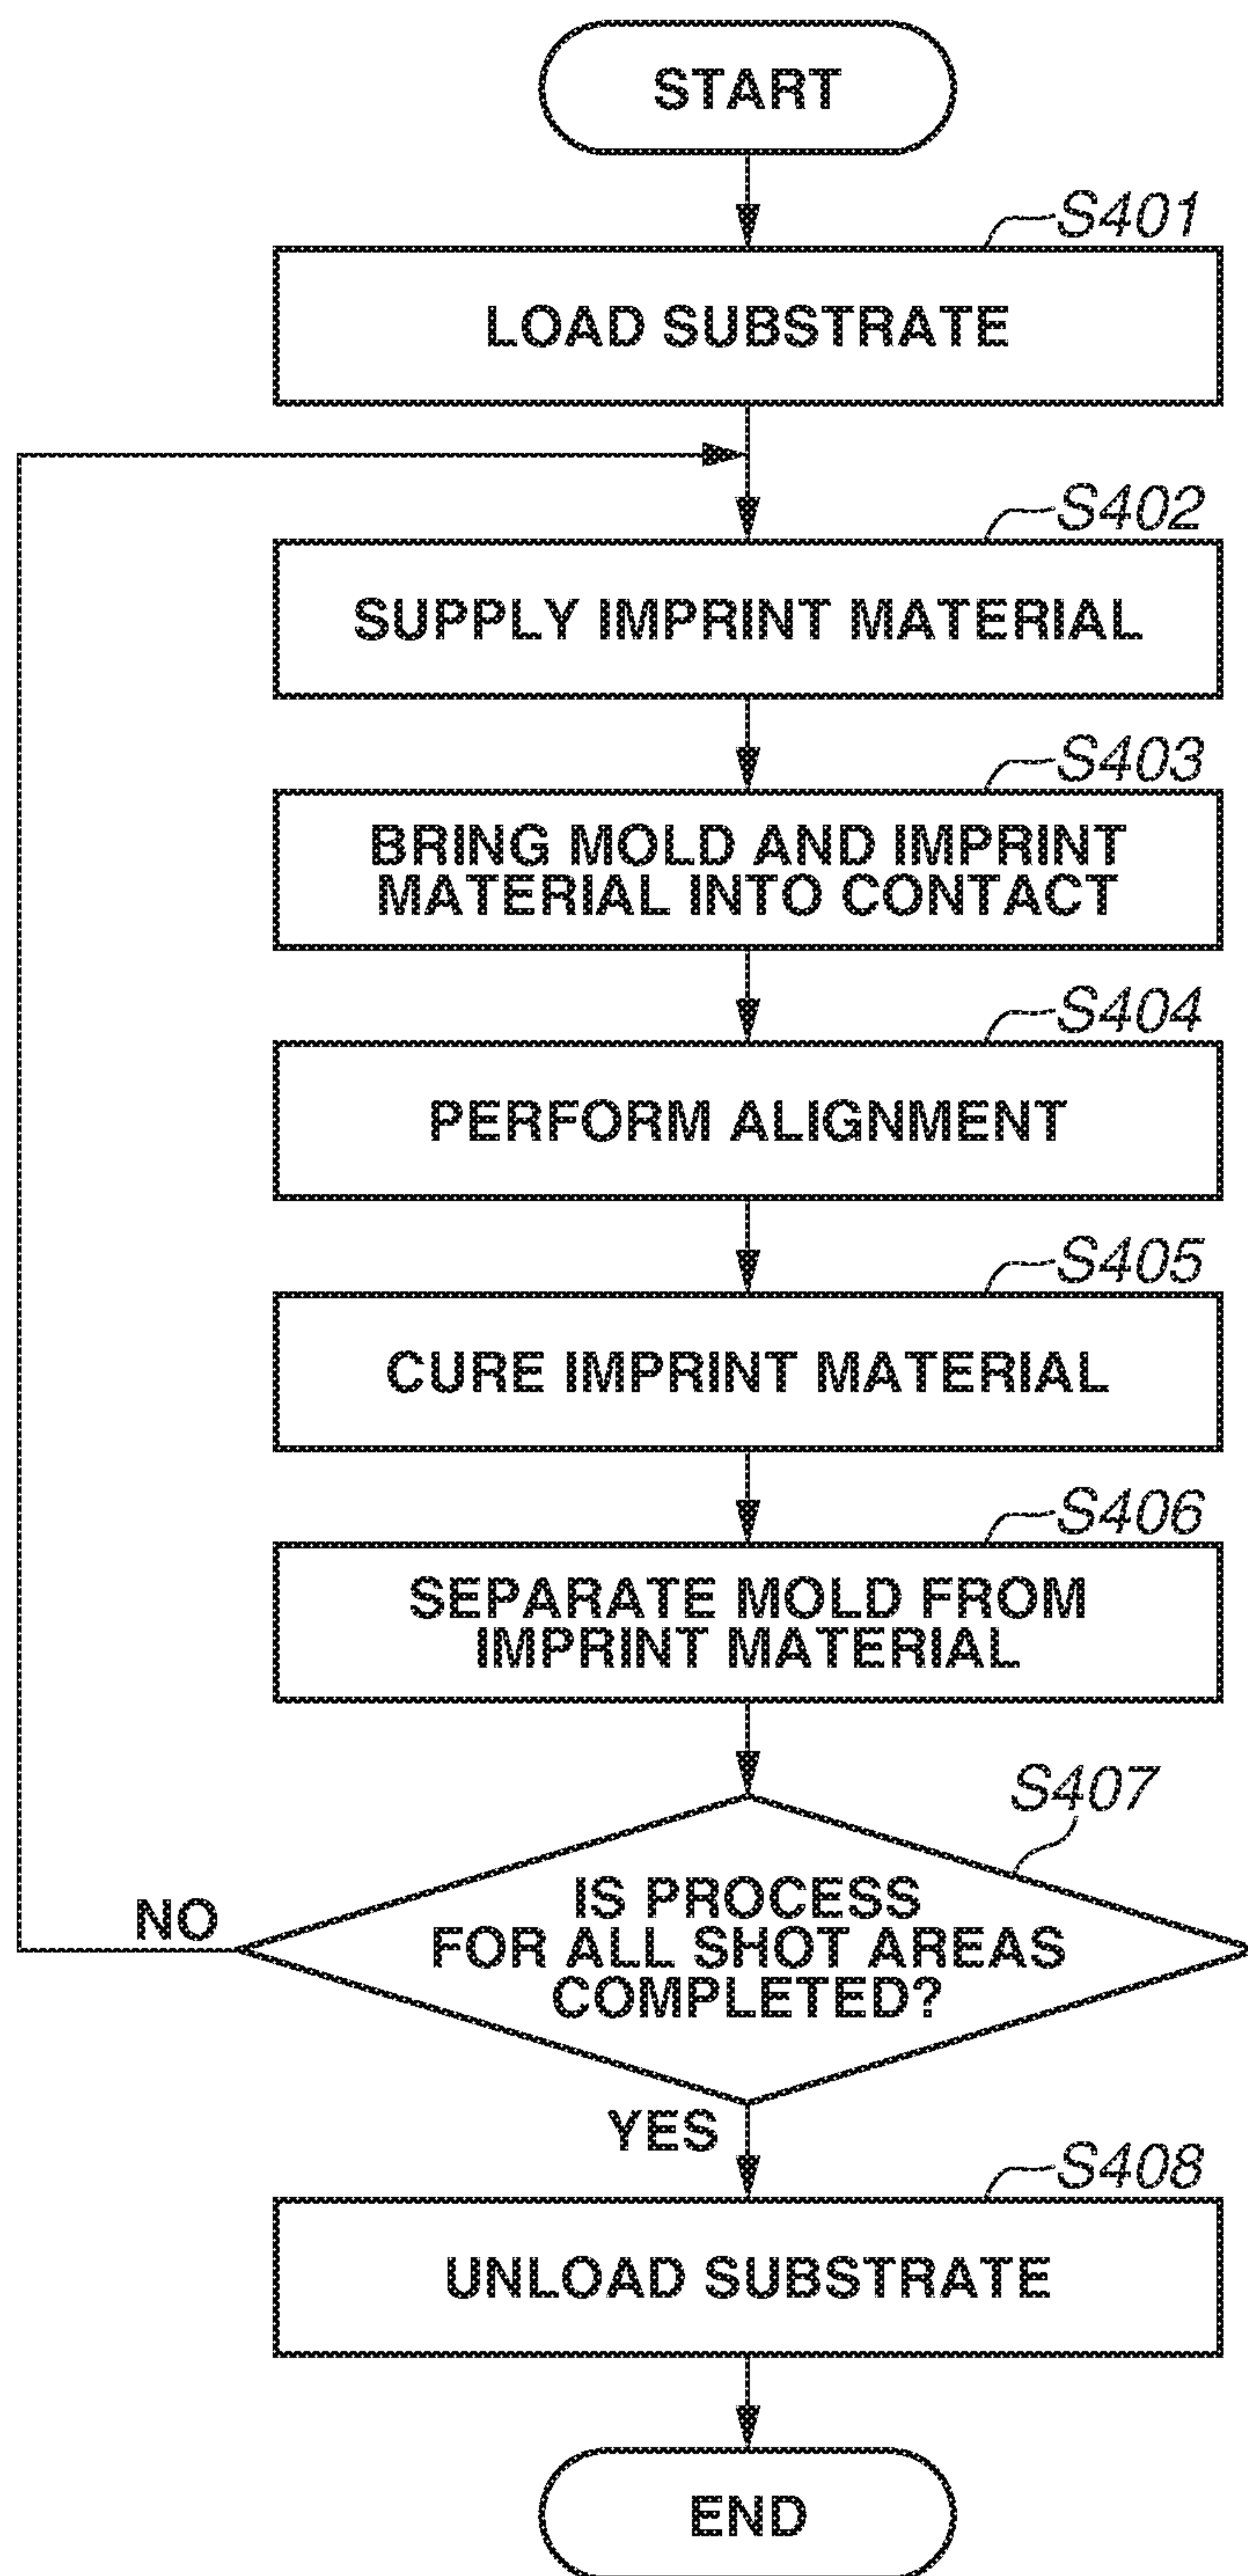 START
S401
LOAD SUBSTRATE
S402
SUPPLY IMPRINT MATERIAL
S403
BRING MOLD AND IMPRINT
MATERIAL INTO CONTACT
S404
PERFORM ALIGNMENT
S405
CURE IMPRINT MATERIAL
S406
SEPARATE MOLD FROM
IMPRINT MATERIAL
S407
IS PROCESS
FOR ALL SHOT AREAS
COMPLETED?
NO
YES
S408
UNLOAD SUBSTRATE
END